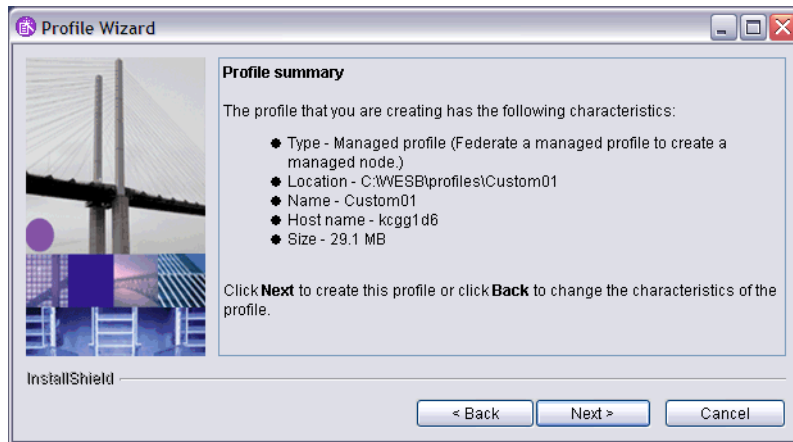 Profile Wizard
Profile summary
The profile that you are creating has the following characteristics:
Type - Managed profile (Federate a managed profile to create a
managed node.)
Location - C:\WESB\profiles\Custom01
Name - Custom01
Host name - kcgg1d6
Size - 29.1 MB
Click Next to create this profile or click Back to change the characteristics of the
profile.
InstallShield
< Back
Next >
Cancel